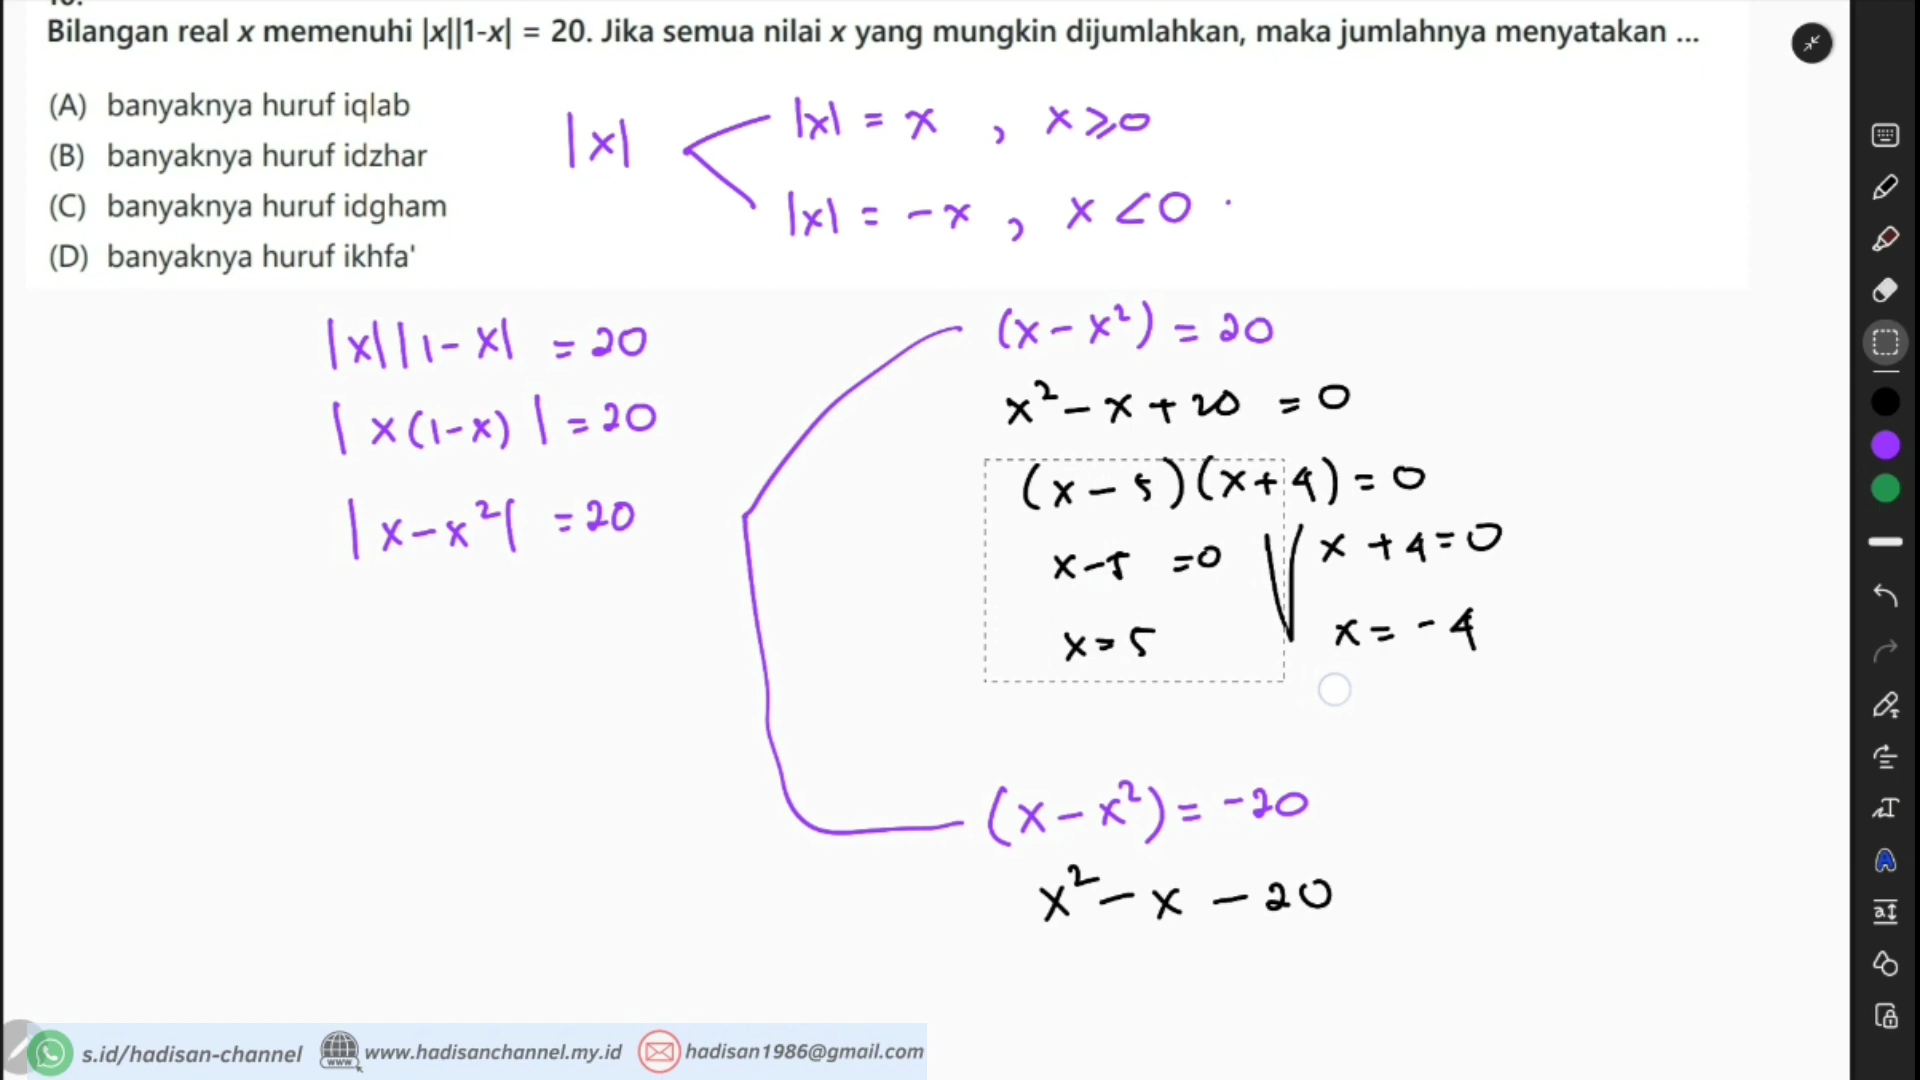 Bilangan real x memenuhi |x||1-x| = 20. Jika semua nilai x yang mungkin dijumlahkan, maka jumlahnya menyatakan ...
(A) banyaknya huruf iqlab
(B) banyaknya huruf idzhar
(C) banyaknya huruf idgham
(D) banyaknya huruf ikhfa'
|x|
|x| = x , x ≥ 0
|x| = -x , x < 0 .
|x||1-x| = 20
|x(1-x)| = 20
|x-x²| = 20
(x-x²) = 20
x²-x+20 = 0
(x-5)(x+4) = 0
x-5 =0 V x+4=0
x=5 x=-4
(x-x²) = -20
x²-x-20
s.id/hadisan-channel www.hadisanchannel.my.id hadisan1986@gmail.com